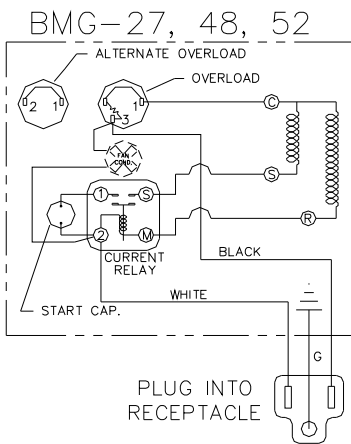 BMG-27, 48, 52
ALTERNATE OVERLOAD
OVERLOAD
2 1
1
3
C
FAN
COND.
S
1
S
R
2
M
CURRENT
RELAY
BLACK
WHITE
START CAP.
G
PLUG INTO
RECEPTACLE